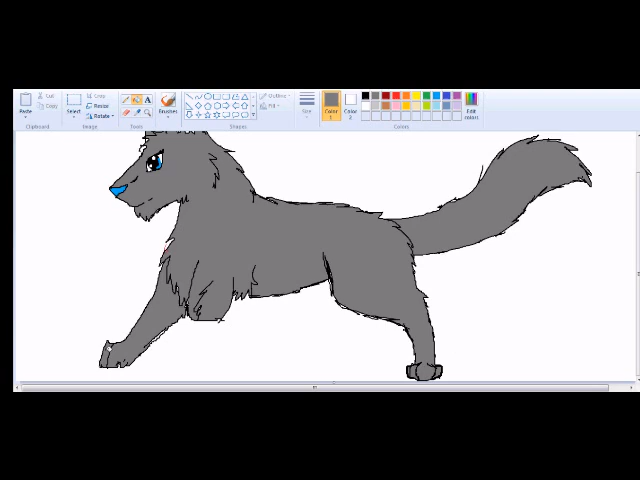 Paste
Cut
Copy
Clipboard
Select
Crop
Resize
Rotate
Image
A
Tools
Brushes
Shapes
Outline
Fill
Size
Color 1
Color 2
Edit colors
Colors